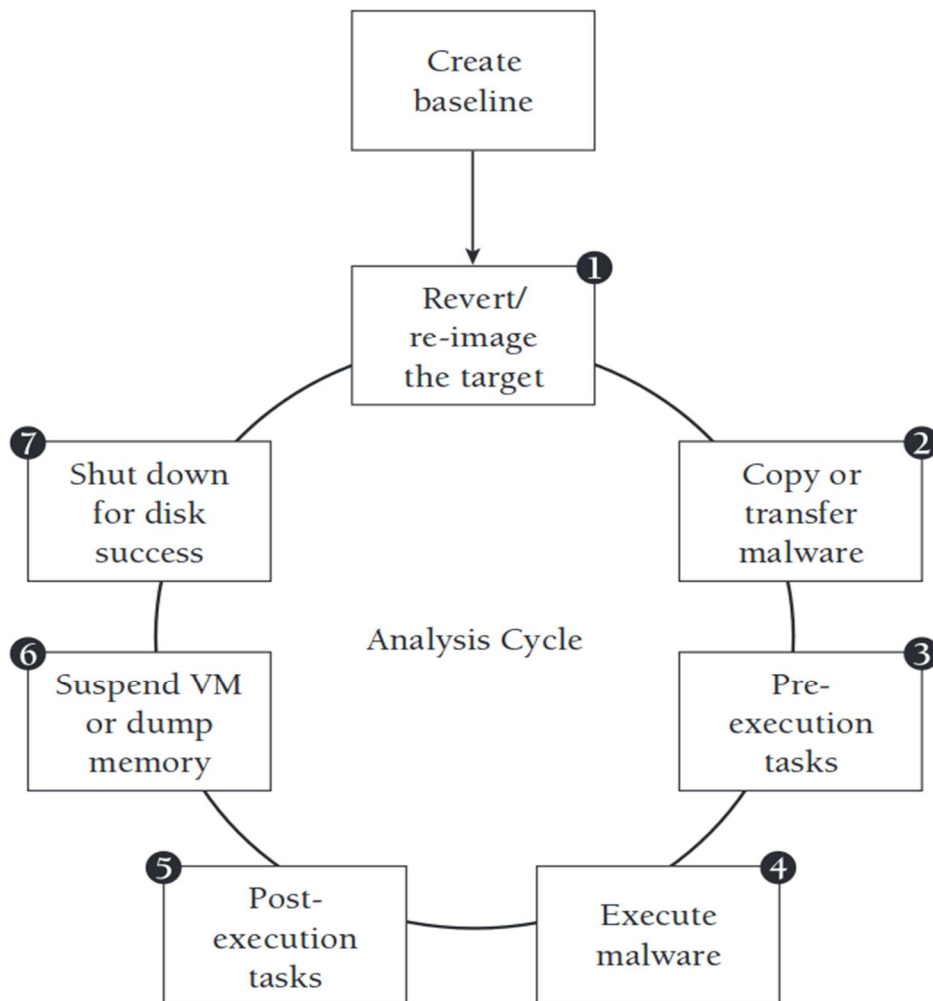 Create
baseline
1
Revert/
re-image
the target
7
Shut down
for disk
success
2
Copy or
transfer
malware
Analysis Cycle
6
Suspend VM
or dump
memory
3
Pre-
execution
tasks
5
Post-
execution
tasks
4
Execute
malware